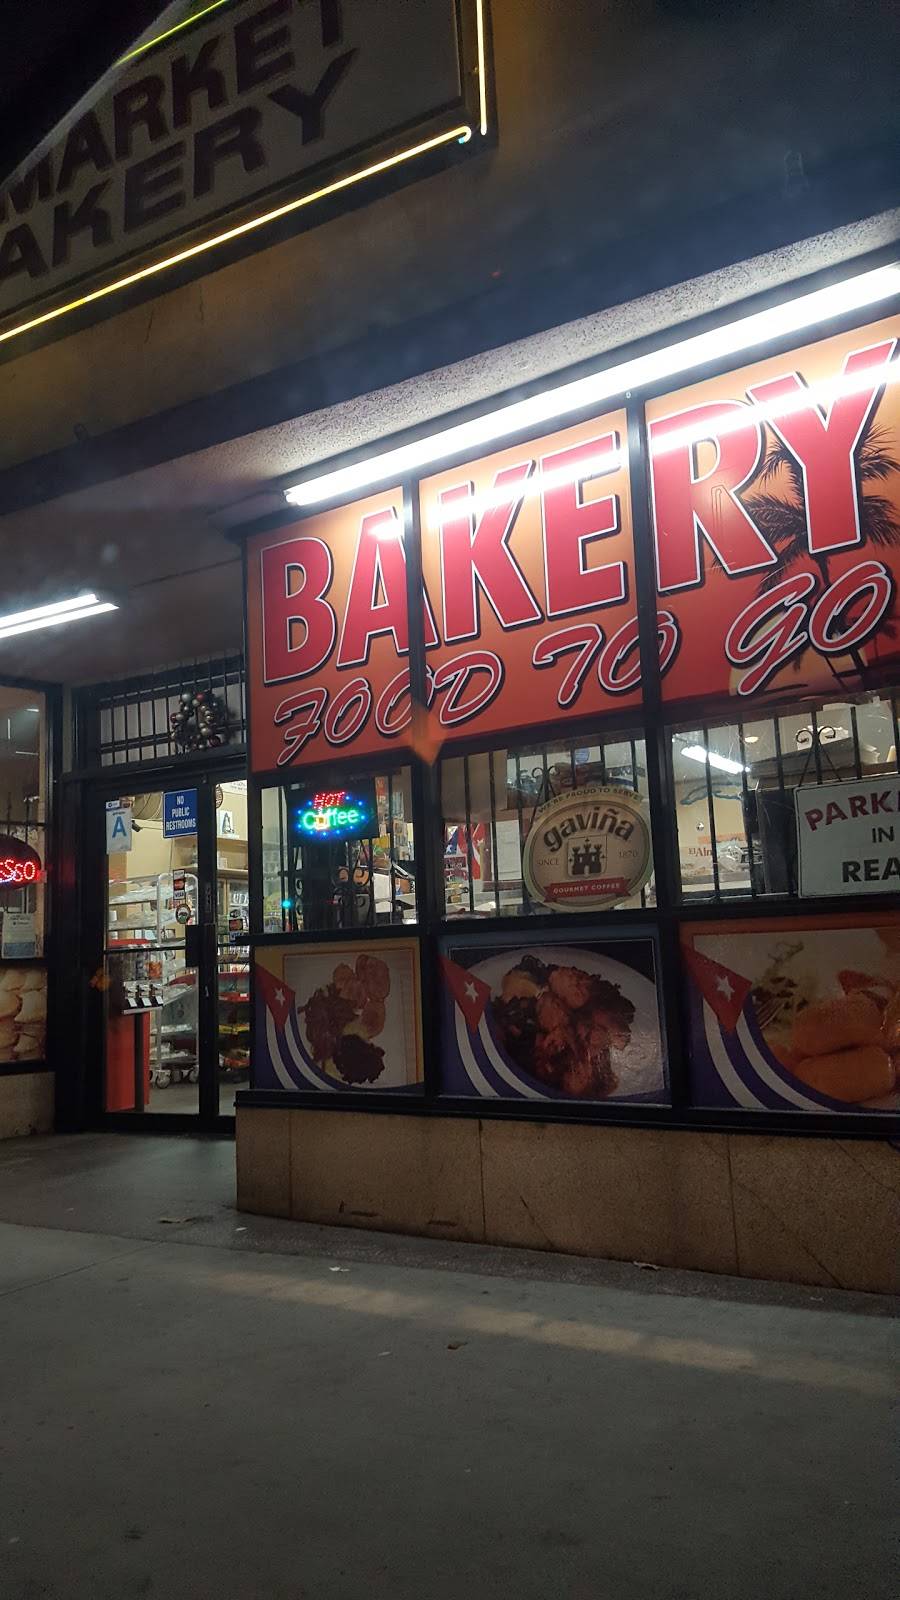 MARKET
AKERY
BAKERY
FOOD TO GO
HOT
Coffee
WE'RE PROUD TO SERVE
gaviña
SINCE 1870
GOURMET COFFEE
PARK
IN
REA
A
NO
PUBLIC
RESTROOMS
SSO